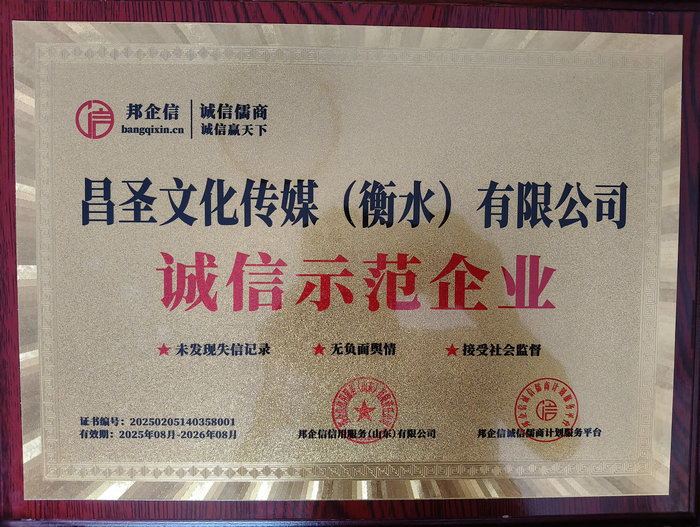 邦企信
bangqixin.cn
诚信儒商
诚信赢天下
昌圣文化传媒（衡水）有限公司
诚信示范企业
★未发现失信记录 ★无负面舆情 ★接受社会监督
证书编号：20250205140358001
有效期：2025年08月-2026年08月
邦企信信用服务(山东)有限公司
邦企信诚信儒商计划服务平台